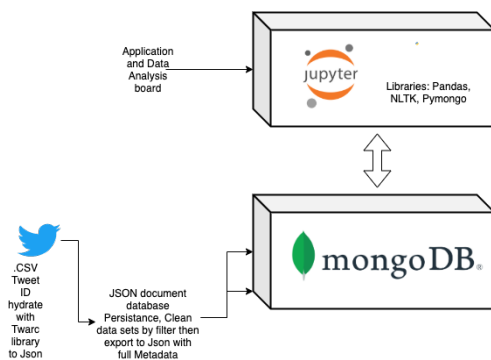 Application
and Data
Analysis
board
jupyter
Libraries: Pandas,
NLTK, Pymongo
mongoDB®
.CSV
Tweet
ID
hydrate
with
Twarc
library
to Json
JSON document
database
Persistance, Clean
data sets by filter then
export to Json with
full Metadata